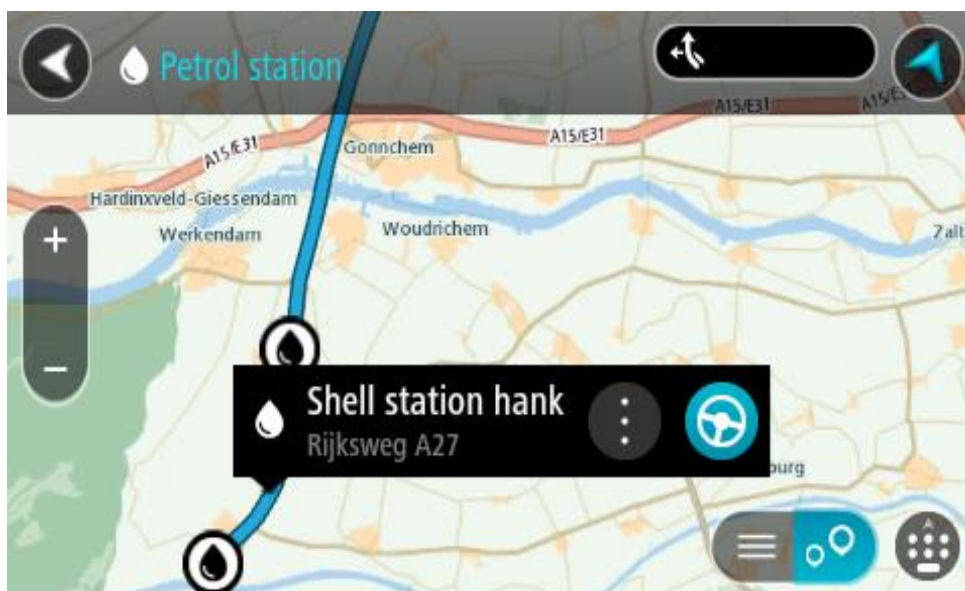 Petrol station
A15/E31
A15/E31
A15/E31
A15/E
Gonnchem
Hardinxveld-Giessendam
Werkendam
Woudrichem
Zalt
Shell station hank
Rijksweg A27
burg
A